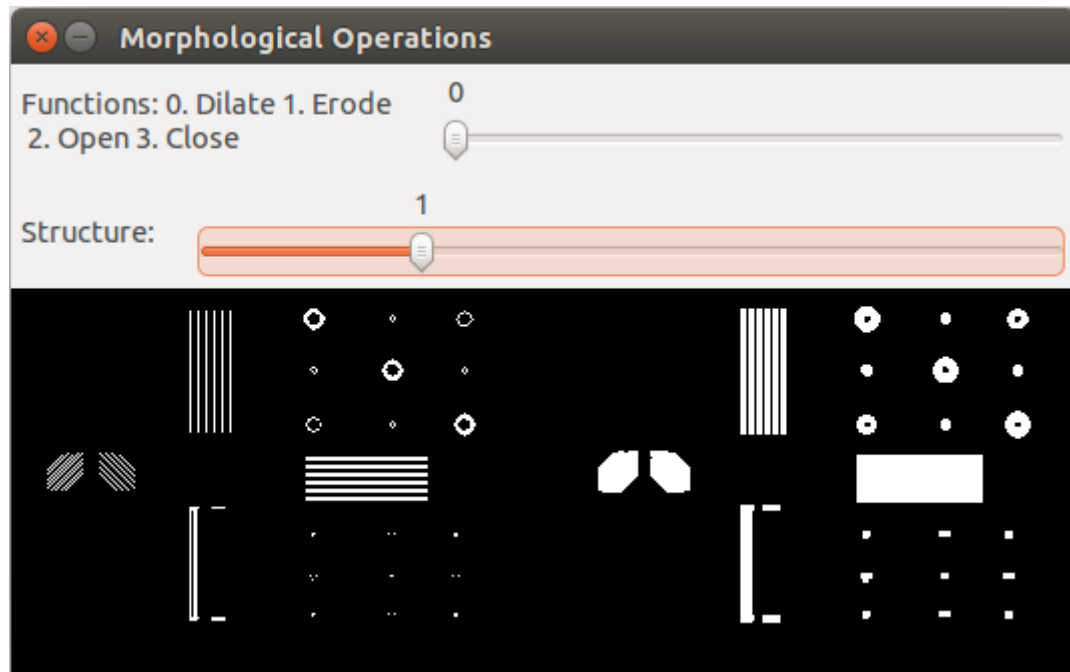 Morphological Operations
Functions: 0. Dilate 1. Erode
2. Open 3. Close
0
Structure:
1